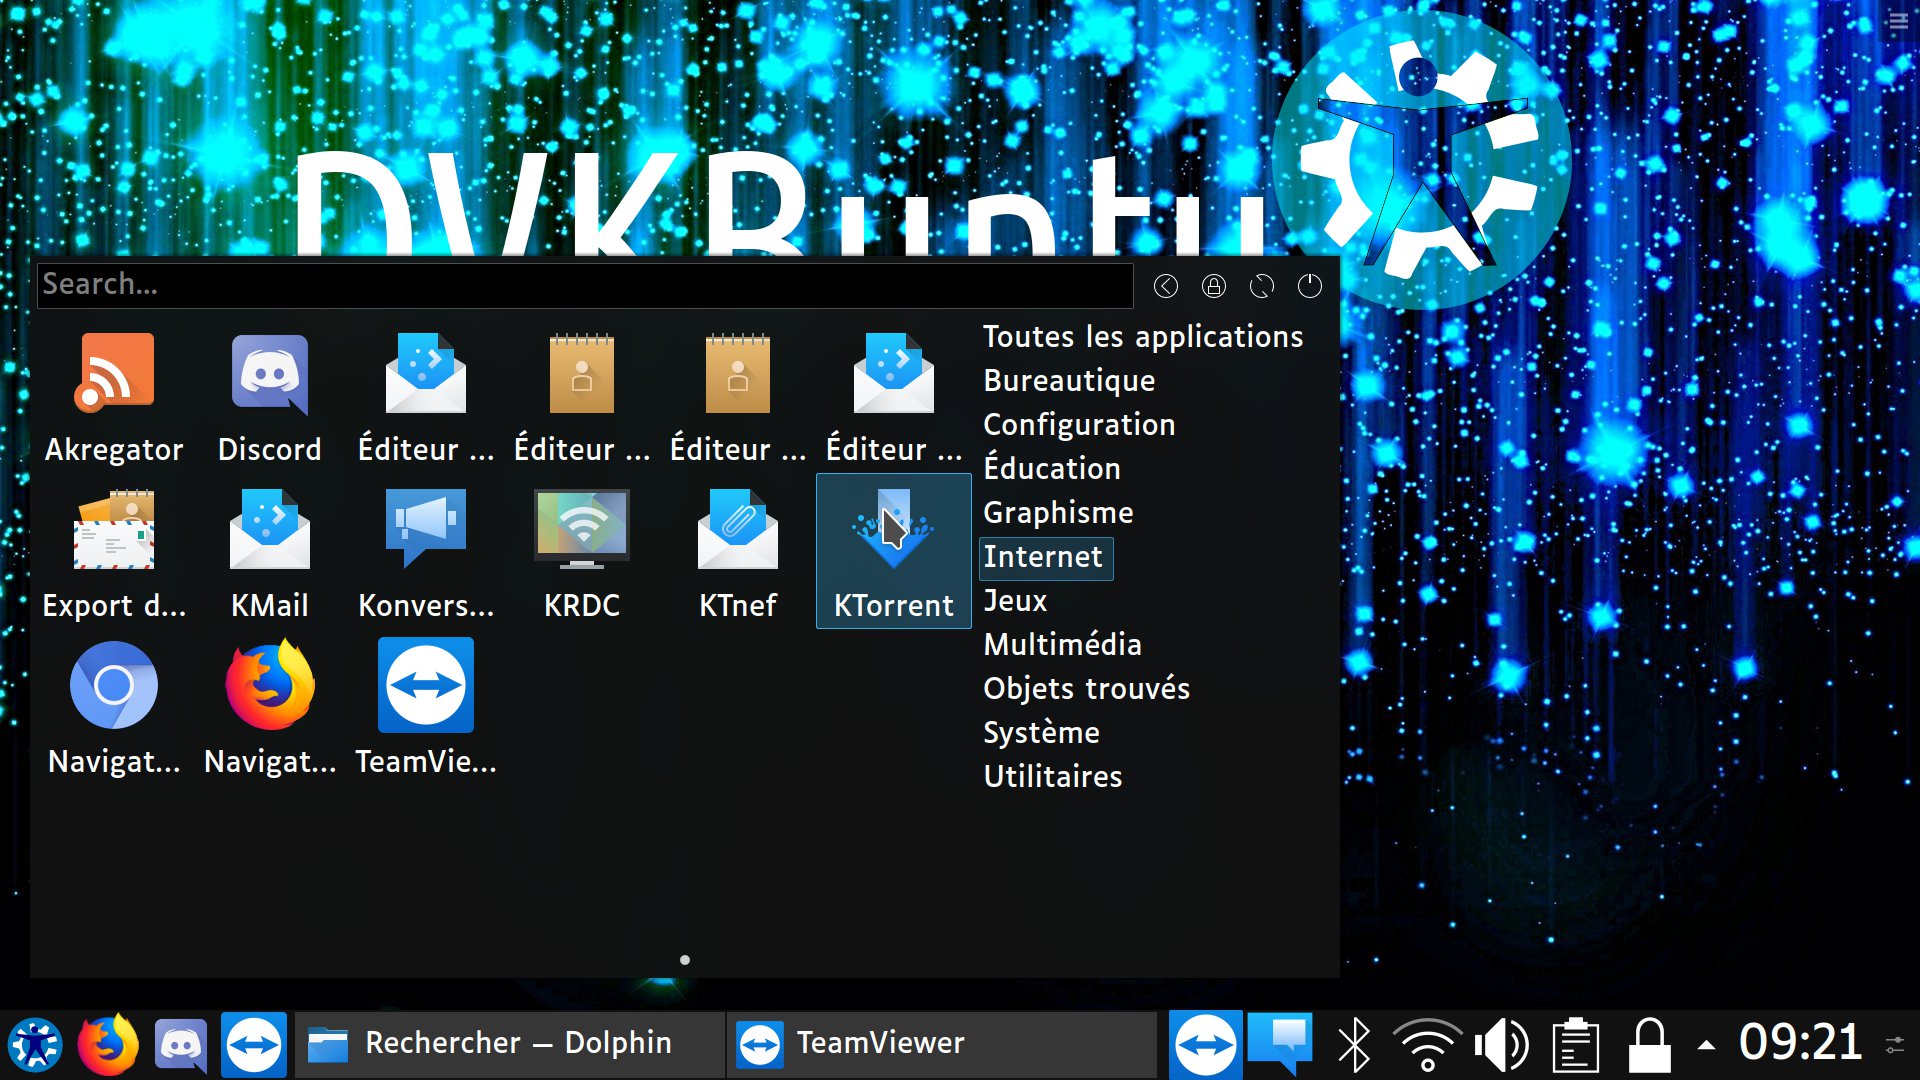 DVKBuntu
Search...
Toutes les applications
Bureautique
Configuration
Éducation
Graphisme
Internet
Jeux
Multimédia
Objets trouvés
Système
Utilitaires
Akregator Discord Éditeur ... Éditeur ... Éditeur ... Éditeur ...
Export d... KMail Konvers... KRDC KTnef KTorrent
Navigat... Navigat... TeamVie...
Rechercher — Dolphin TeamViewer 09:21